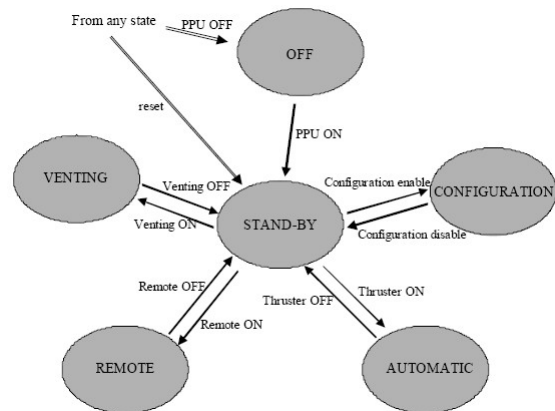 From any state
PPU OFF
OFF
reset
PPU ON
VENTING
Venting OFF
Venting ON
STAND-BY
Configuration enable
CONFIGURATION
Configuration disable
Remote OFF
Remote ON
Thruster ON
Thruster OFF
REMOTE
AUTOMATIC